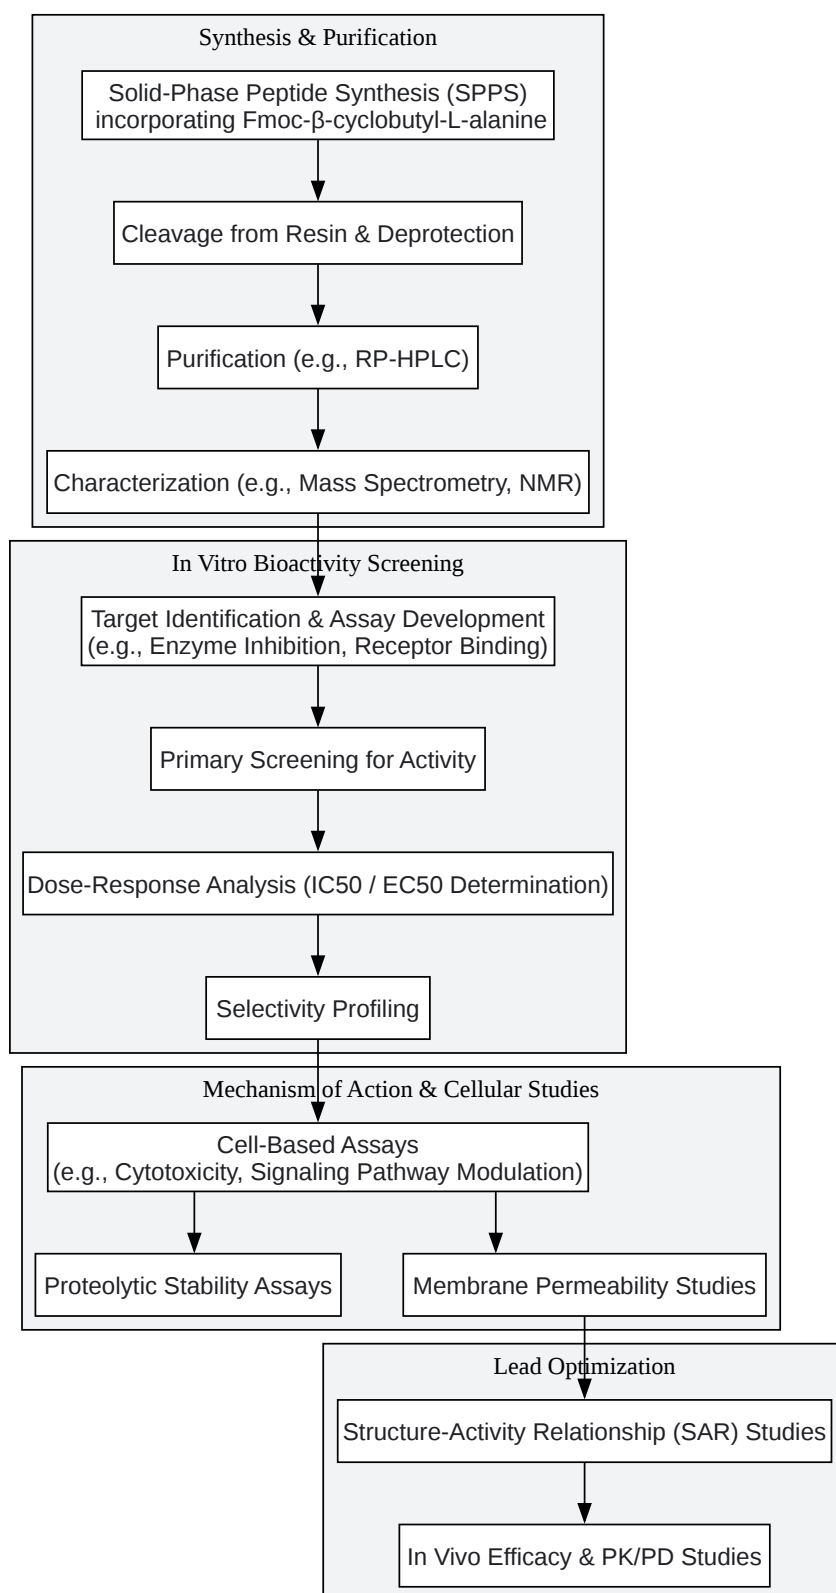 Synthesis & Purification
Solid-Phase Peptide Synthesis (SPPS)
incorporating Fmoc-β-cyclobutyl-L-alanine
Cleavage from Resin & Deprotection
Purification (e.g., RP-HPLC)
Characterization (e.g., Mass Spectrometry, NMR)
In Vitro Bioactivity Screening
Target Identification & Assay Development
(e.g., Enzyme Inhibition, Receptor Binding)
Primary Screening for Activity
Dose-Response Analysis (IC50 / EC50 Determination)
Selectivity Profiling
Mechanism of Action & Cellular Studies
Cell-Based Assays
(e.g., Cytotoxicity, Signaling Pathway Modulation)
Proteolytic Stability Assays
Membrane Permeability Studies
Lead Optimization
Structure-Activity Relationship (SAR) Studies
In Vivo Efficacy & PK/PD Studies